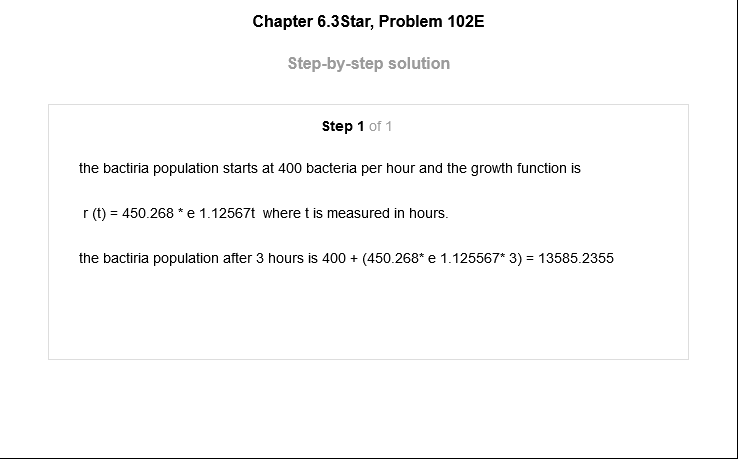 Chapter 6.3Star, Problem 102E
Step-by-step solution
Step 1 of 1
the bactiria population starts at 400 bacteria per hour and the growth function is
r (t) = 450.268 * e 1.12567t  where t is measured in hours.
the bactiria population after 3 hours is 400 + (450.268* e 1.125567* 3) = 13585.2355